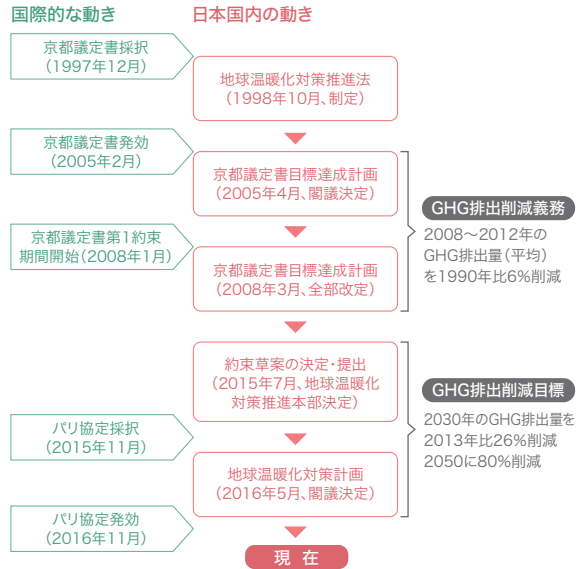 国際的な動き
日本国内の動き
京都議定書採択
（1997年12月）
地球温暖化対策推進法
（1998年10月、制定）
京都議定書発効
（2005年2月）
京都議定書目標達成計画
（2005年4月、閣議決定）
GHG排出削減義務
2008～2012年の
GHG排出量（平均）
を1990年比6%削減
京都議定書第1約束
期間開始（2008年1月）
京都議定書目標達成計画
（2008年3月、全部改定）
約束草案の決定・提出
（2015年7月、地球温暖化
対策推進本部決定）
GHG排出削減目標
2030年のGHG排出量を
2013年比26%削減
2050に80%削減
パリ協定採択
（2015年11月）
地球温暖化対策計画
（2016年5月、閣議決定）
パリ協定発効
（2016年11月）
現 在